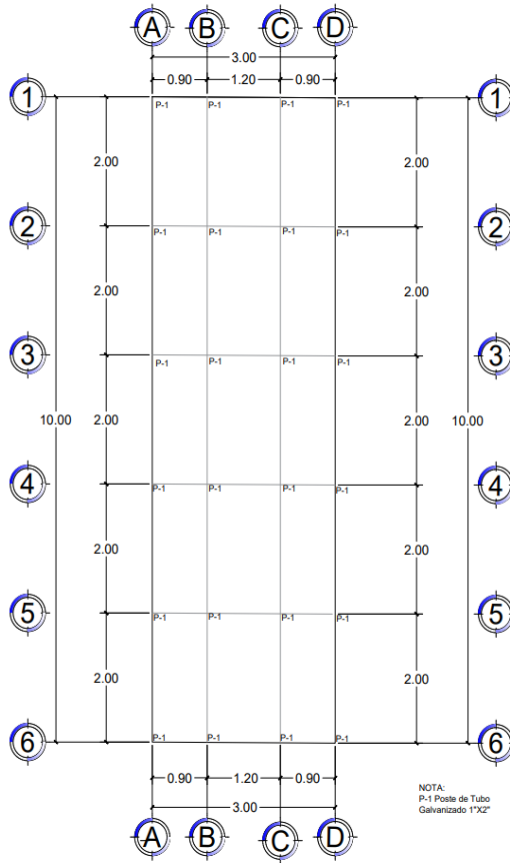 A B C D
3.00
0.90 1.20 0.90
1 1
P-1 P-1 P-1 P-1
2.00 2.00
2 2
P-1 P-1 P-1 P-1
2.00 2.00
3 3
P-1 P-1 P-1 P-1
10.00 2.00 2.00 10.00
4 4
P-1 P-1 P-1 P-1
2.00 2.00
5 5
P-1 P-1 P-1 P-1
2.00 2.00
6 6
P-1 P-1 P-1 P-1
0.90 1.20 0.90
3.00
NOTA:
P-1 Poste de Tubo
Galvanizado 1"X2"
A B C D